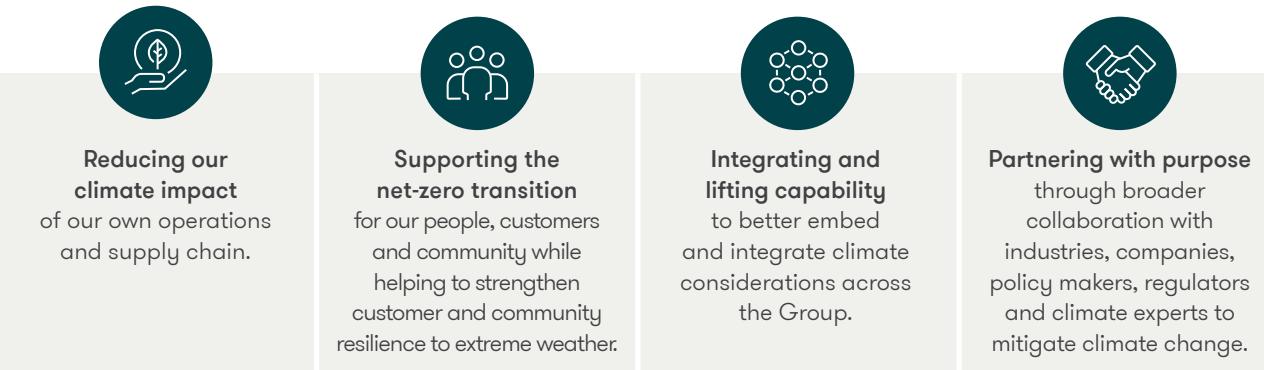 Reducing our
climate impact
of our own operations
and supply chain.
Supporting the
net-zero transition
for our people, customers
and community while
helping to strengthen
customer and community
resilience to extreme weather.
Integrating and
lifting capability
to better embed
and integrate climate
considerations across
the Group.
Partnering with purpose
through broader
collaboration with
industries, companies,
policy makers, regulators
and climate experts to
mitigate climate change.